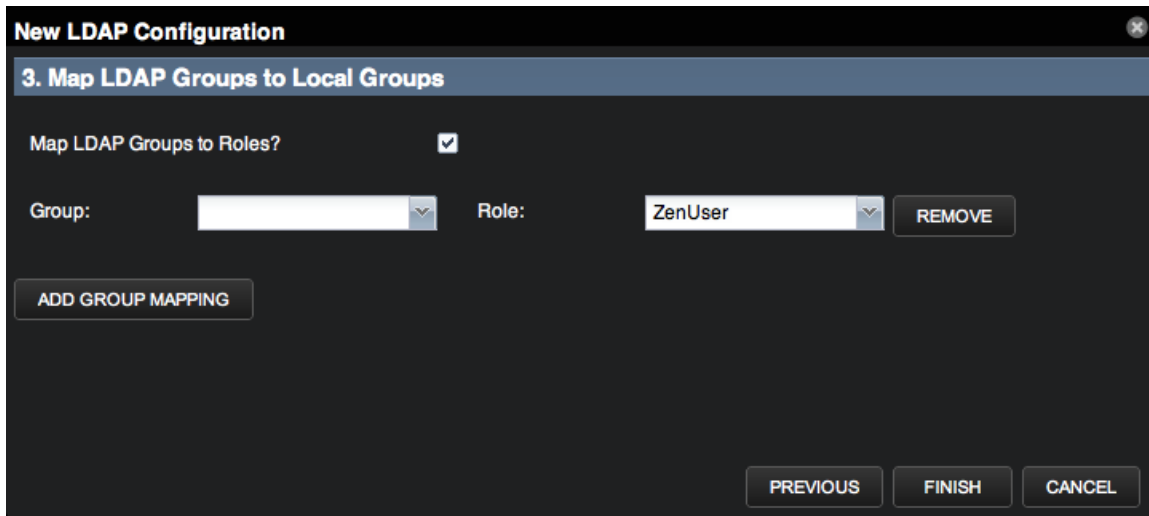 New LDAP Configuration
3. Map LDAP Groups to Local Groups
Map LDAP Groups to Roles?
Group: Role: ZenUser REMOVE
ADD GROUP MAPPING
PREVIOUS FINISH CANCEL